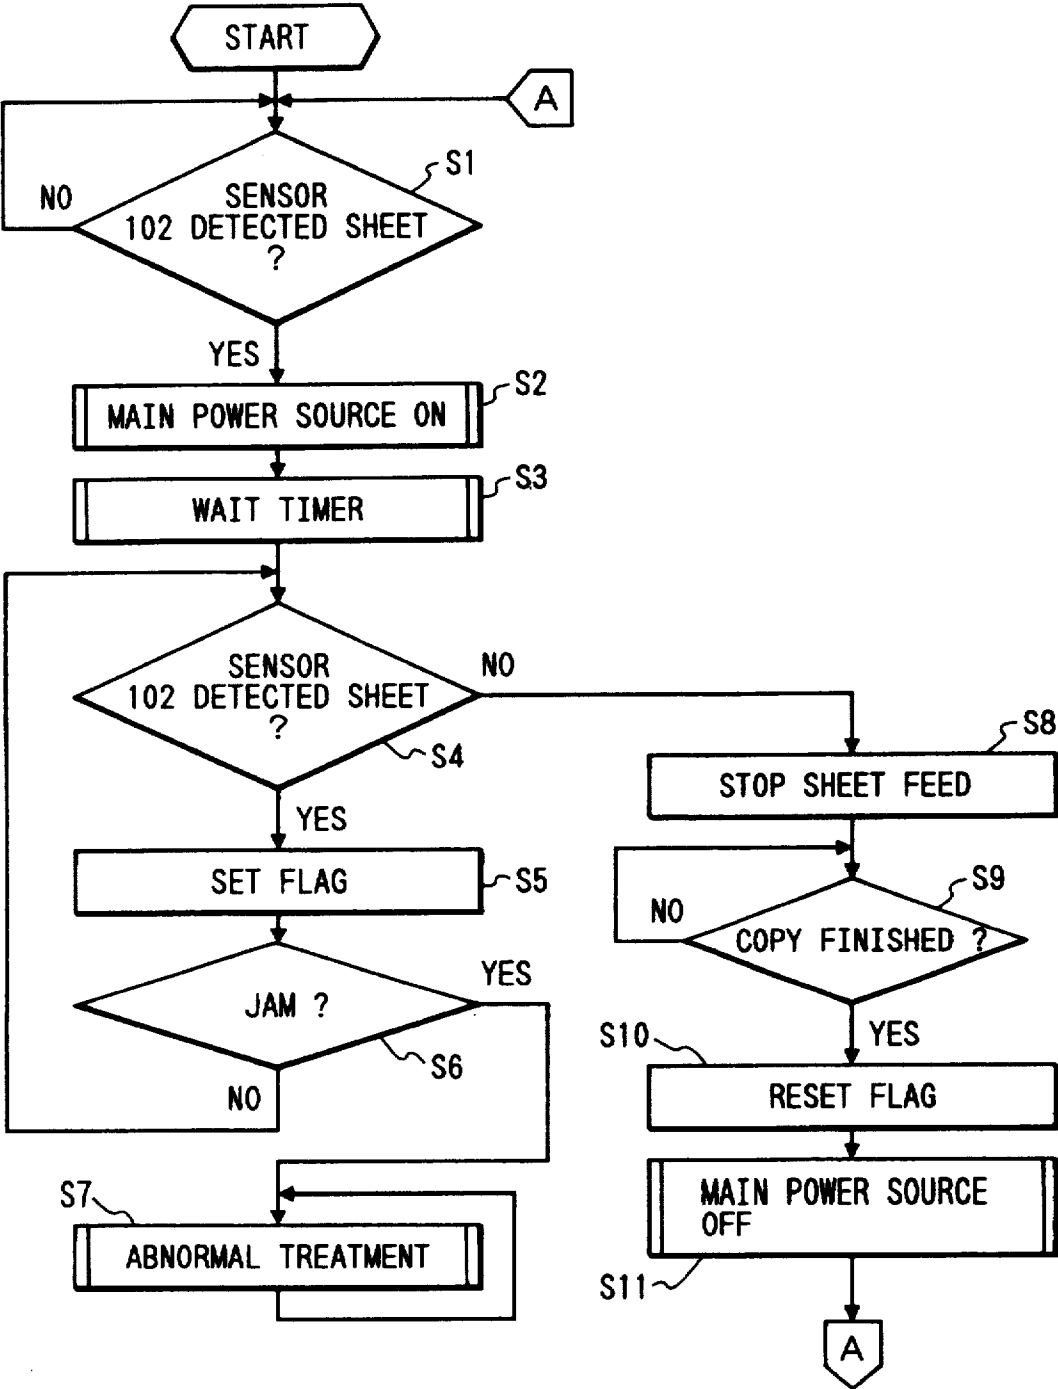 START
A
S1
NO
SENSOR
102 DETECTED SHEET
?
YES
S2
MAIN POWER SOURCE ON
S3
WAIT TIMER
SENSOR
102 DETECTED SHEET
?
NO
S4
YES
S8
STOP SHEET FEED
SET FLAG
S5
S9
NO
COPY FINISHED ?
YES
JAM ?
S6
NO
YES
S10
RESET FLAG
S7
ABNORMAL TREATMENT
MAIN POWER SOURCE
OFF
S11
A